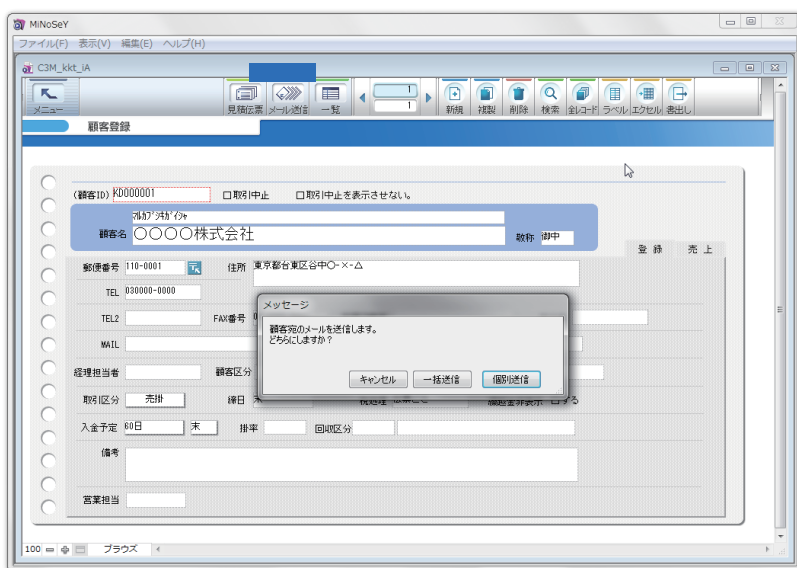 MiNoSeY
ファイル(F) 表示(V) 編集(E) ヘルプ(H)
C3M_kkt_iA
メニュー 見積伝票 メール送信 一覧 1 1 新規 複製 削除 検索 全レコード ラベル エクセル 書出し
顧客登録
(顧客ID) KD000001 取引中止 取引中止を表示させない。
マルカブシキガイシャ
顧客名 〇〇〇〇株式会社 敬称 御中
登 録 売 上
郵便番号 110-0001 住所 東京都台東区谷中〇-×-△
TEL 030000-0000
TEL2 FAX番号
MAIL
経理担当者 顧客区分
取引区分 売掛 締日 末 する
入金予定 60日 末 掛率 回収区分
備考
営業担当
メッセージ
顧客宛のメールを送信します。
どちらにしますか？
キャンセル 一括送信 個別送信
100 ブラウズ